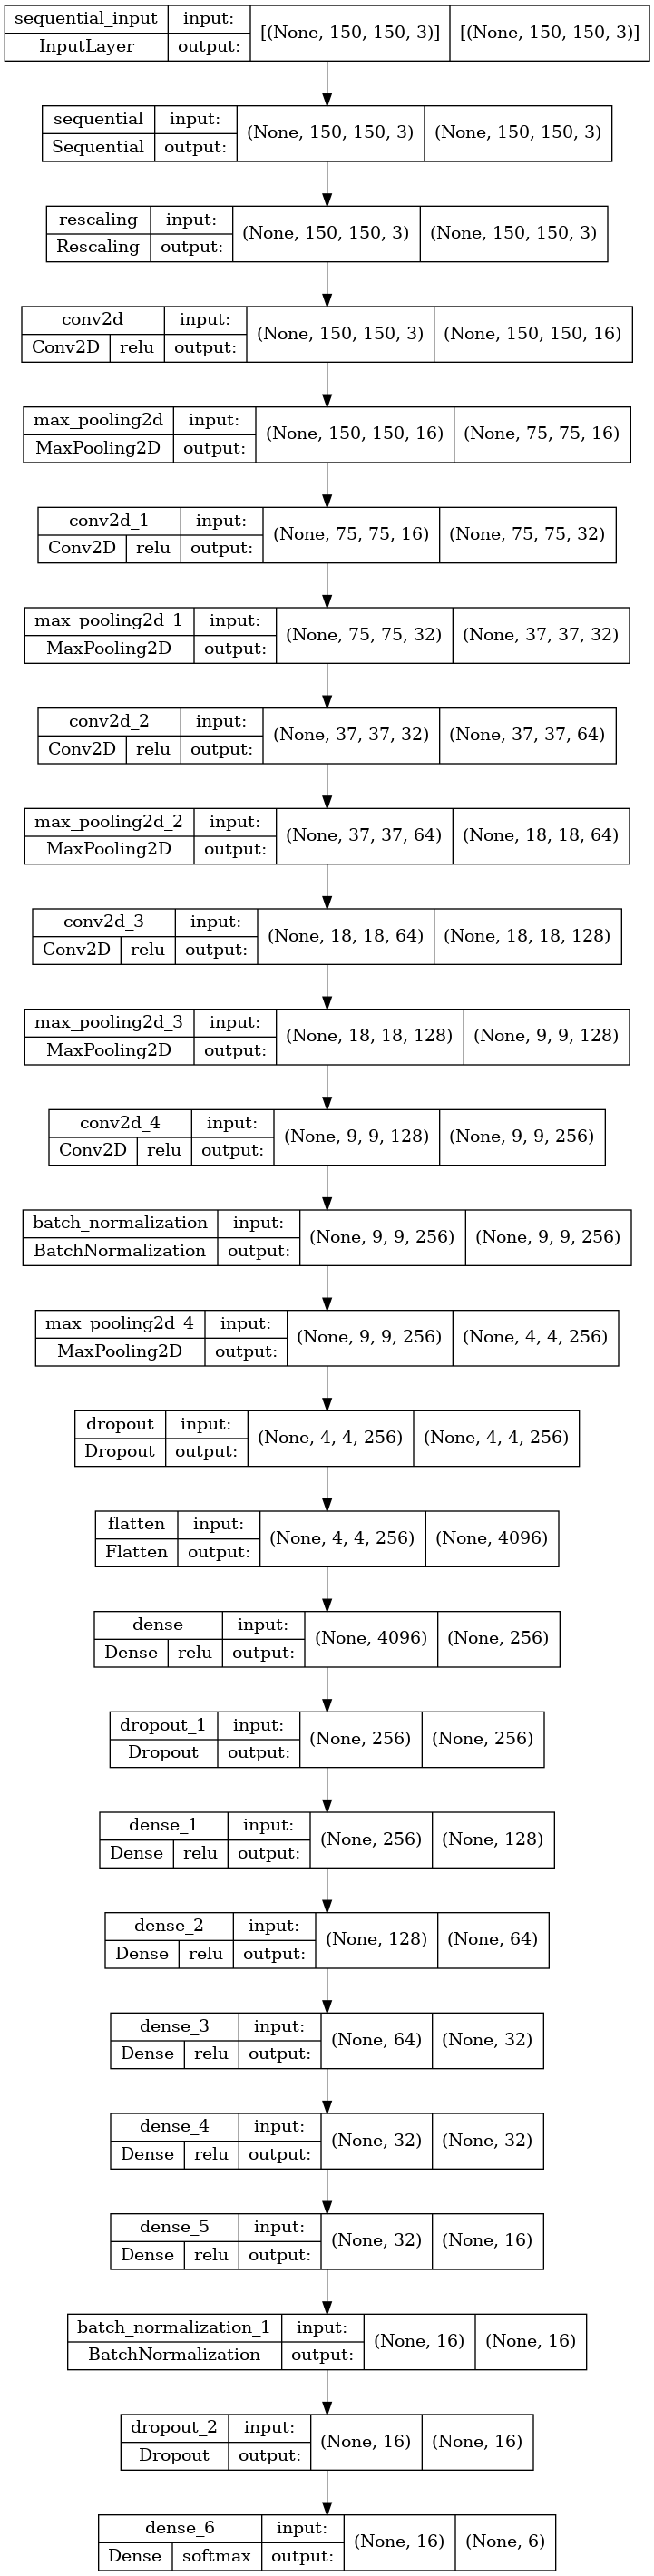 sequential_input input: [(None, 150, 150, 3)] [(None, 150, 150, 3)]
InputLayer output:
sequential input: (None, 150, 150, 3) (None, 150, 150, 3)
Sequential output:
rescaling input: (None, 150, 150, 3) (None, 150, 150, 3)
Rescaling output:
conv2d input: (None, 150, 150, 3) (None, 150, 150, 16)
Conv2D relu output:
max_pooling2d input: (None, 150, 150, 16) (None, 75, 75, 16)
MaxPooling2D output:
conv2d_1 input: (None, 75, 75, 16) (None, 75, 75, 32)
Conv2D relu output:
max_pooling2d_1 input: (None, 75, 75, 32) (None, 37, 37, 32)
MaxPooling2D output:
conv2d_2 input: (None, 37, 37, 32) (None, 37, 37, 64)
Conv2D relu output:
max_pooling2d_2 input: (None, 37, 37, 64) (None, 18, 18, 64)
MaxPooling2D output:
conv2d_3 input: (None, 18, 18, 64) (None, 18, 18, 128)
Conv2D relu output:
max_pooling2d_3 input: (None, 18, 18, 128) (None, 9, 9, 128)
MaxPooling2D output:
conv2d_4 input: (None, 9, 9, 128) (None, 9, 9, 256)
Conv2D relu output:
batch_normalization input: (None, 9, 9, 256) (None, 9, 9, 256)
BatchNormalization output:
max_pooling2d_4 input: (None, 9, 9, 256) (None, 4, 4, 256)
MaxPooling2D output:
dropout input: (None, 4, 4, 256) (None, 4, 4, 256)
Dropout output:
flatten input: (None, 4, 4, 256) (None, 4096)
Flatten output:
dense input: (None, 4096) (None, 256)
Dense relu output:
dropout_1 input: (None, 256) (None, 256)
Dropout output:
dense_1 input: (None, 256) (None, 128)
Dense relu output:
dense_2 input: (None, 128) (None, 64)
Dense relu output:
dense_3 input: (None, 64) (None, 32)
Dense relu output:
dense_4 input: (None, 32) (None, 32)
Dense relu output:
dense_5 input: (None, 32) (None, 16)
Dense relu output:
batch_normalization_1 input: (None, 16) (None, 16)
BatchNormalization output:
dropout_2 input: (None, 16) (None, 16)
Dropout output:
dense_6 input: (None, 16) (None, 6)
Dense softmax output: